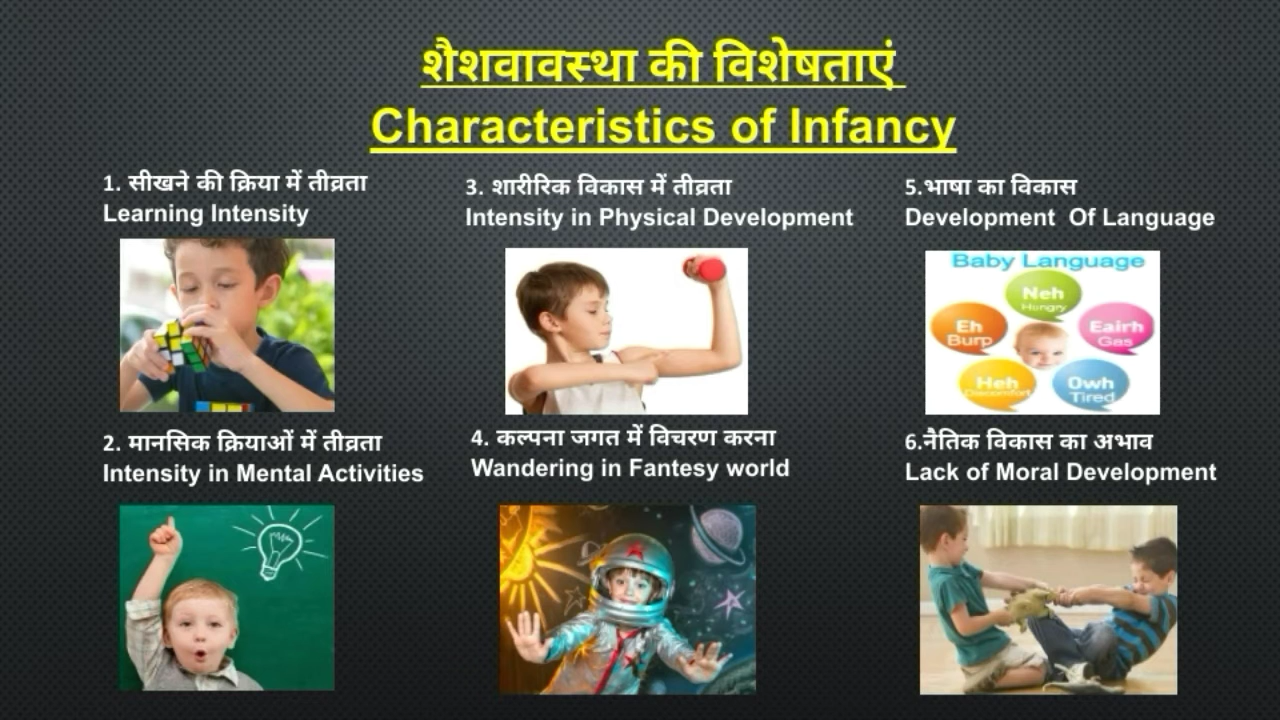 शैशवावस्था की विशेषताएं
Characteristics of Infancy
1. सीखने की क्रिया में तीव्रता
Learning Intensity
2. मानसिक क्रियाओं में तीव्रता
Intensity in Mental Activities
3. शारीरिक विकास में तीव्रता
Intensity in Physical Development
4. कल्पना जगत में विचरण करना
Wandering in Fantesy world
5.भाषा का विकास
Development Of Language
Baby Language
Neh
Hungry
Eh
Burp
Eairh
Gas
Heh
Discomfort
Owh
Tired
6.नैतिक विकास का अभाव
Lack of Moral Development